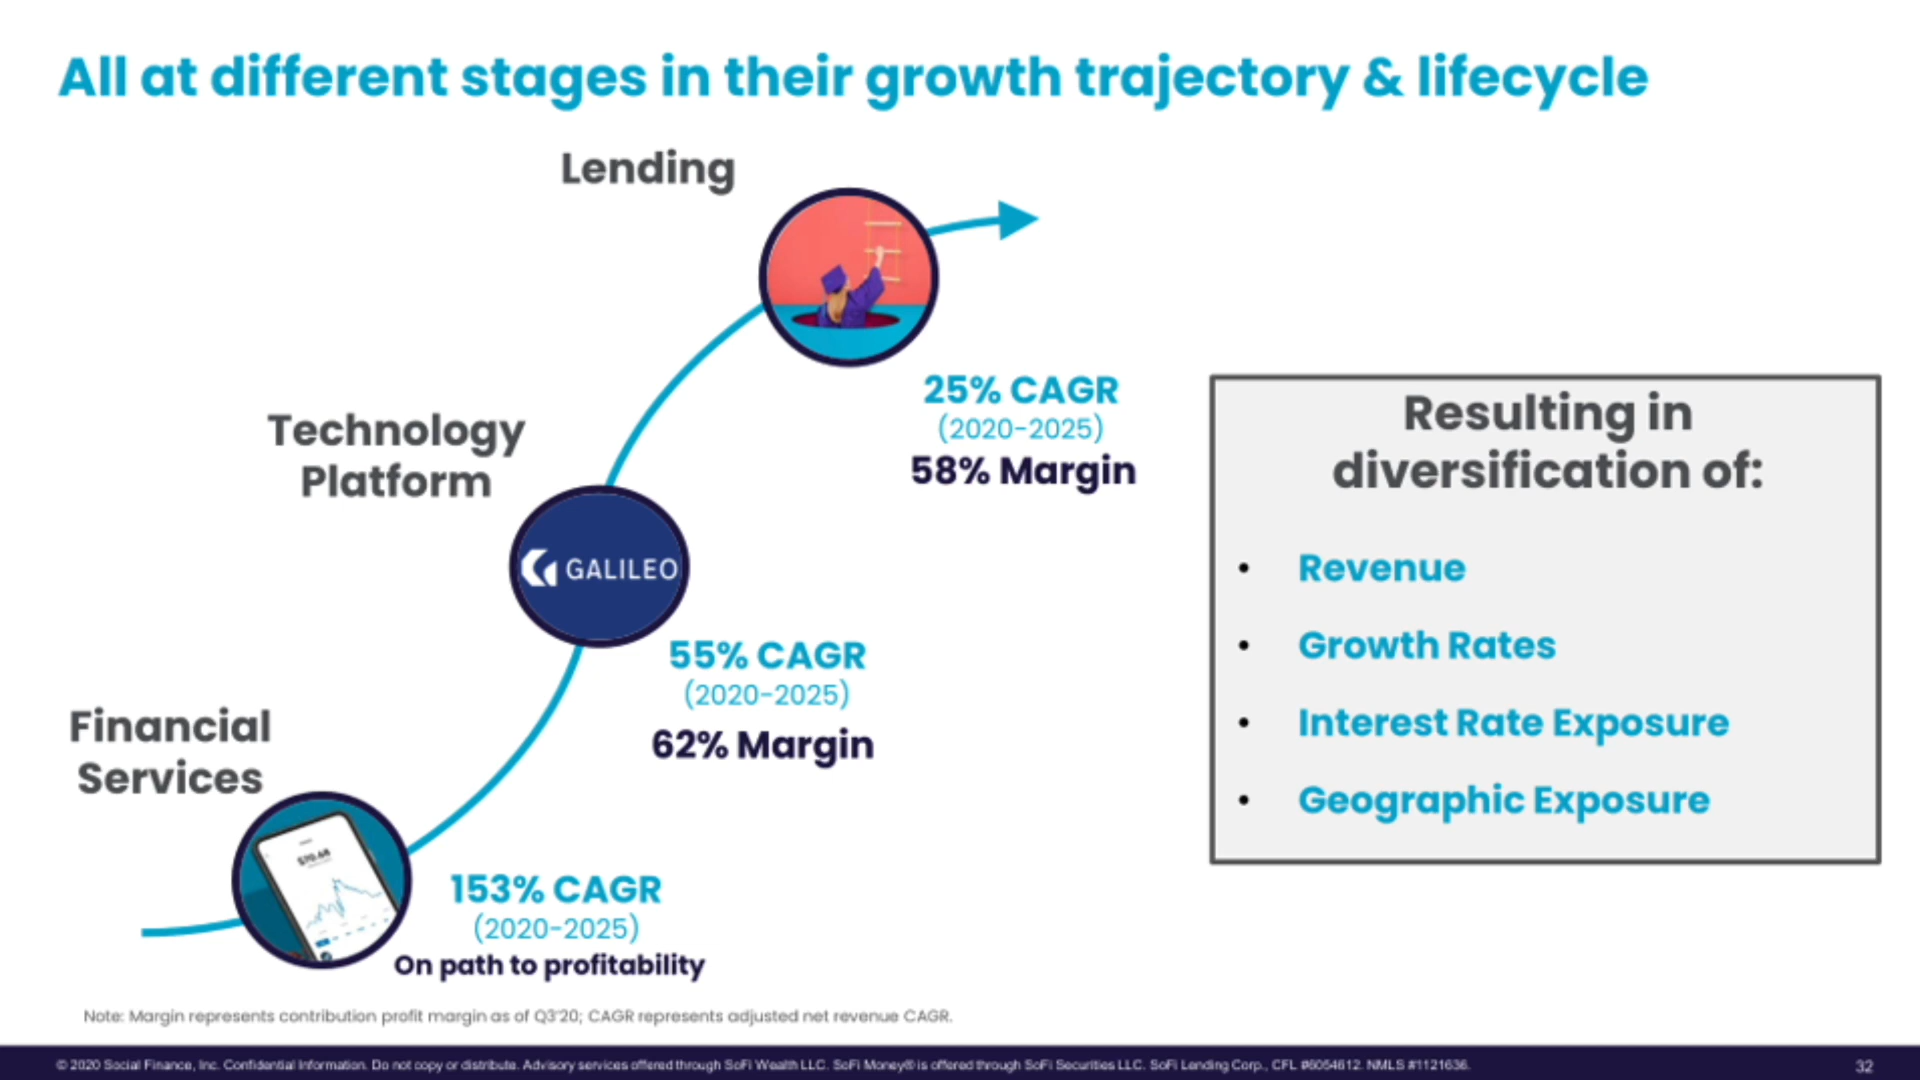 All at different stages in their growth trajectory & lifecycle
Lending
25% CAGR
(2020-2025)
58% Margin
Technology
Platform
GALILEO
55% CAGR
(2020-2025)
62% Margin
Financial
Services
153% CAGR
(2020-2025)
On path to profitability
Resulting in
diversification of:
• Revenue
• Growth Rates
• Interest Rate Exposure
• Geographic Exposure
Note: Margin represents contribution profit margin as of Q3'20; CAGR represents adjusted net revenue CAGR.
© 2020 Social Finance, Inc. Confidential Information. Do not copy or distribute. Advisory services offered through SoFi Wealth LLC. SoFi Money® is offered through SoFi Securities LLC. SoFi Lending Corp., CFL #6054612. NMLS #1121636.
32